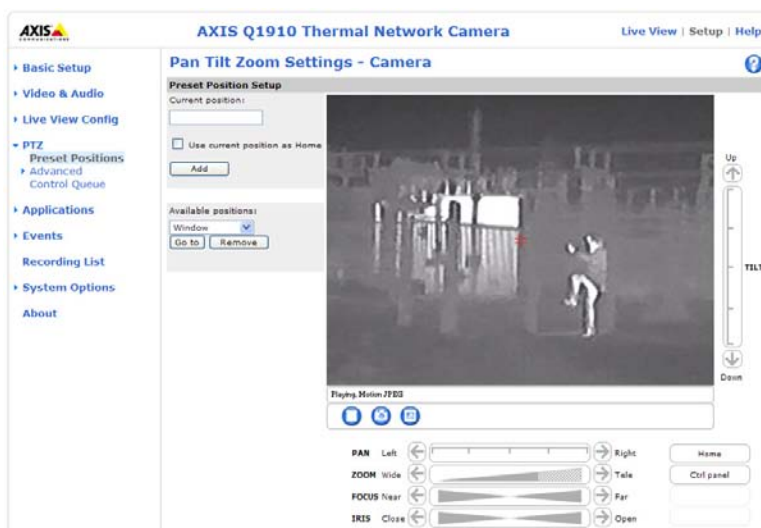 AXIS
COMMUNICATIONS
AXIS Q1910 Thermal Network Camera
Live View | Setup | Help
Basic Setup
Video & Audio
Live View Config
PTZ
Preset Positions
Advanced
Control Queue
Applications
Events
Recording List
System Options
About
Pan Tilt Zoom Settings - Camera
?
Preset Position Setup
Current position:
Use current position as Home
Add
Available positions:
Window
Go to
Remove
Up
TILT
Down
Playing, Motion JPEG
PAN Left Right
Home
ZOOM Wide Tele
Ctrl panel
FOCUS Near Far
IRIS Close Open